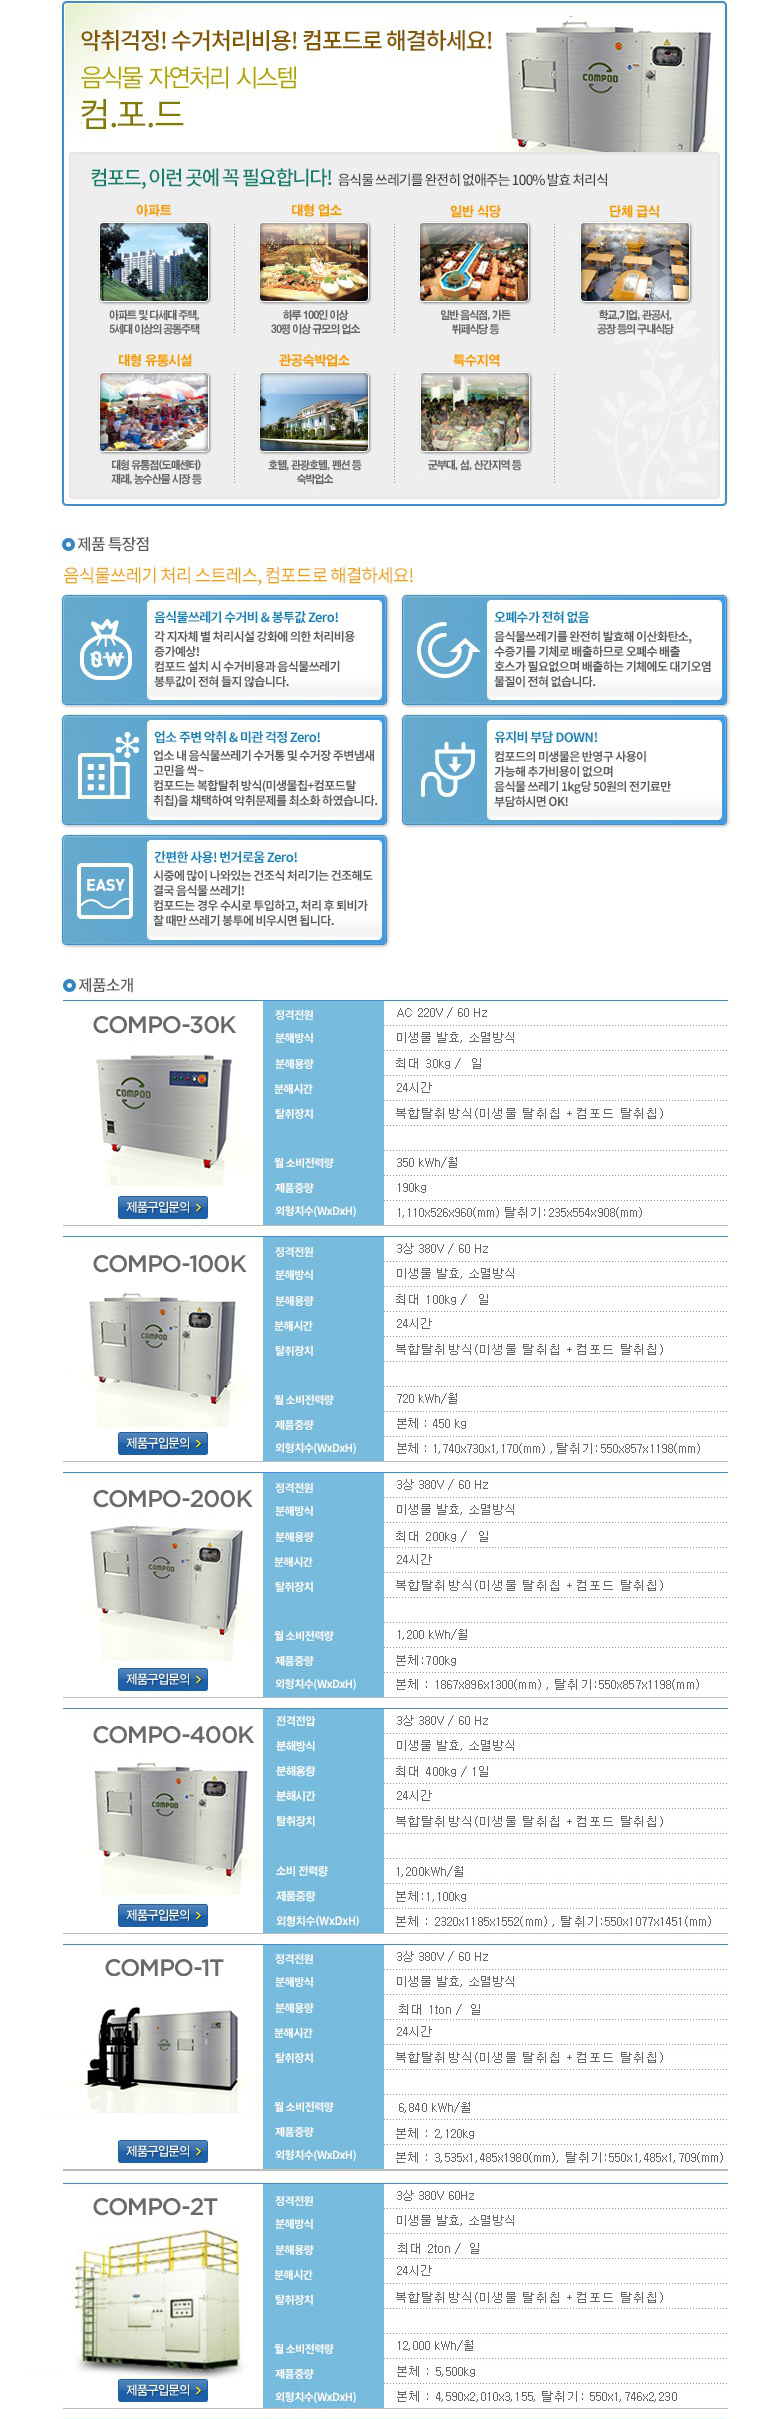 악취걱정! 수거처리비용! 컴포드로 해결하세요!
음식물 자연처리 시스템
컴.포.드
COMPOD
컴포드, 이런 곳에 꼭 필요합니다! 음식물 쓰레기를 완전히 없애주는 100% 발효 처리식
아파트 대형 업소 일반 식당 단체 급식
아파트 및 다세대 주택,
5세대 이상의 공동주택
하루 100인 이상
30평 이상 규모의 업소
일반 음식점, 가든
뷔페식당 등
학교,기업, 관공서,
공장 등의 구내식당
대형 유통시설 관공숙박업소 특수지역
대형 유통점(도매센터)
재래, 농수산물 시장 등
호텔, 관광호텔, 펜션 등
숙박업소
군부대, 섬, 산간지역 등
제품 특장점
음식물쓰레기 처리 스트레스, 컴포드로 해결하세요!
0₩
음식물쓰레기 수거비 & 봉투값 Zero!
각 지자체 별 처리시설 강화에 의한 처리비용
증가예상!
컴포드 설치 시 수거비용과 음식물쓰레기
봉투값이 전혀 들지 않습니다.
오폐수가 전혀 없음
음식물쓰레기를 완전히 발효해 이산화탄소,
수증기를 기체로 배출하므로 오폐수 배출
호스가 필요없으며 배출하는 기체에도 대기오염
물질이 전혀 없습니다.
업소 주변 악취 & 미관 걱정 Zero!
업소 내 음식물쓰레기 수거통 및 수거장 주변냄새
고민을 싹~
컴포드는 복합탈취 방식(미생물칩+컴포드탈
취칩)을 채택하여 악취문제를 최소화 하였습니다.
유지비 부담 DOWN!
컴포드의 미생물은 반영구 사용이
가능해 추가비용이 없으며
음식물 쓰레기 1kg당 50원의 전기료만
부담하시면 OK!
EASY
간편한 사용! 번거로움 Zero!
시중에 많이 나와있는 건조식 처리기는 건조해도
결국 음식물 쓰레기!
컴포드는 경우 수시로 투입하고, 처리 후 퇴비가
찰 때만 쓰레기 봉투에 비우시면 됩니다.
제품소개
COMPO-30K
COMPOD
제품구입문의
정격전원 AC 220V / 60 Hz
분해방식 미생물 발효, 소멸방식
분해용량 최대 30kg / 일
분해시간 24시간
탈취장치 복합탈취방식(미생물 탈취칩 +컴포드 탈취칩)
월 소비전력량 350 kWh/월
제품중량 190kg
외형치수(WxDxH) 1,110x526x960(mm) 탈취기:235x554x908(mm)
COMPO-100K
COMPOD
제품구입문의
정격전원 3상 380V / 60 Hz
분해방식 미생물 발효, 소멸방식
분해용량 최대 100kg / 일
분해시간 24시간
탈취장치 복합탈취방식(미생물 탈취칩 +컴포드 탈취칩)
월 소비전력량 720 kWh/월
제품중량 본체 : 450 kg
외형치수(WxDxH) 본체 : 1,740x730x1,170(mm) , 탈취기:550x857x1198(mm)
COMPO-200K
COMPOD
제품구입문의
정격전원 3상 380V / 60 Hz
분해방식 미생물 발효, 소멸방식
분해용량 최대 200kg / 일
분해시간 24시간
탈취장치 복합탈취방식(미생물 탈취칩 +컴포드 탈취칩)
월 소비전력량 1,200 kWh/월
제품중량 본체:700kg
외형치수(WxDxH) 본체 : 1867x896x1300(mm) , 탈취기:550x857x1198(mm)
COMPO-400K
COMPOD
제품구입문의
전격전압 3상 380V / 60 Hz
분해방식 미생물 발효, 소멸방식
분해용량 최대 400kg / 1일
분해시간 24시간
탈취장치 복합탈취방식(미생물 탈취칩 +컴포드 탈취칩)
소비 전력량 1,200kWh/월
제품중량 본체:1,100kg
외형치수(WxDxH) 본체 : 2320x1185x1552(mm) , 탈취기:550x1077x1451(mm)
COMPO-1T
제품구입문의
정격전원 3상 380V / 60 Hz
분해방식 미생물 발효, 소멸방식
분해용량 최대 1ton / 일
분해시간 24시간
탈취장치 복합탈취방식(미생물 탈취칩 +컴포드 탈취칩)
월 소비전력량 6,840 kWh/월
제품중량 본체 : 2,120kg
외형치수(WxDxH) 본체 : 3,535x1,485x1980(mm), 탈취기:550x1,485x1,709(mm)
COMPO-2T
제품구입문의
정격전원 3상 380V 60Hz
분해방식 미생물 발효, 소멸방식
분해용량 최대 2ton / 일
분해시간 24시간
탈취장치 복합탈취방식(미생물 탈취칩 +컴포드 탈취칩)
월 소비전력량 12,000 kWh/월
제품중량 본체 : 5,500kg
외형치수(WxDxH) 본체 : 4,590x2,010x3,155, 탈취기: 550x1,746x2,230